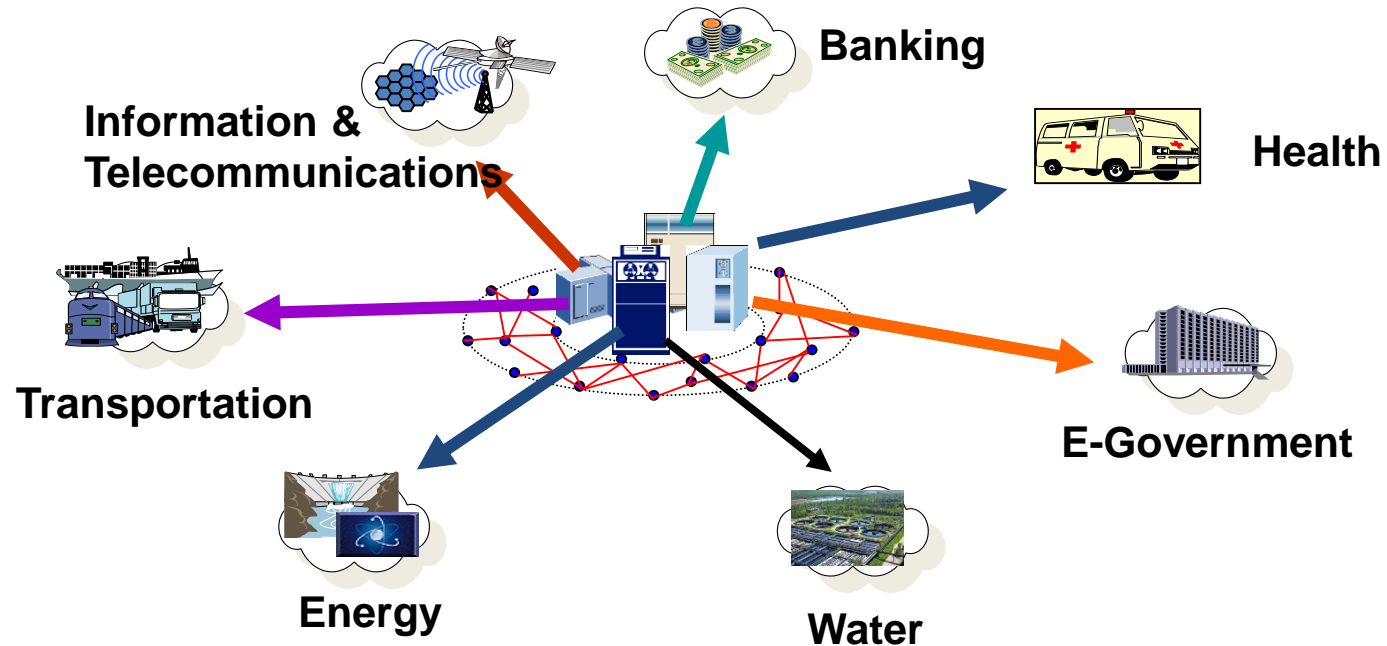 Banking
Information &
Telecommunications
Health
Transportation
E-Government
Energy
Water